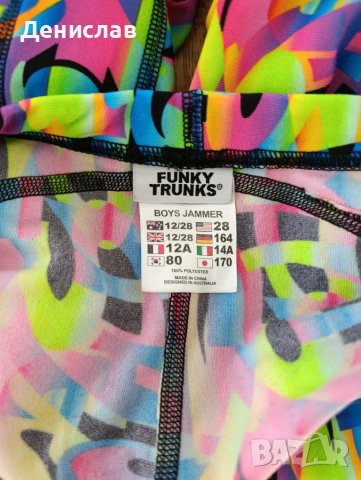 Денислав
FUNKY
TRUNKS®
BOYS JAMMER
12/28 28
12/28 164
12A 14A
80 170
100% POLYESTER
MADE IN CHINA
DESIGNED IN AUSTRALIA
BAZAR